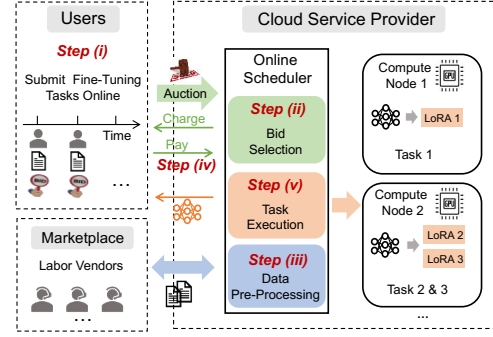 Users
Step (i)
Submit Fine-Tuning
Tasks Online
Time
...
Marketplace
Labor Vendors
...
Cloud Service Provider
Auction
Charge
Pay
Step (iv)
Online
Scheduler
Step (ii)
Bid
Selection
Step (v)
Task
Execution
Step (iii)
Data
Pre-Processing
Compute
Node 1
GPU
LoRA 1
Task 1
Compute
Node 2
GPU
LoRA 2
LoRA 3
Task 2 & 3
...